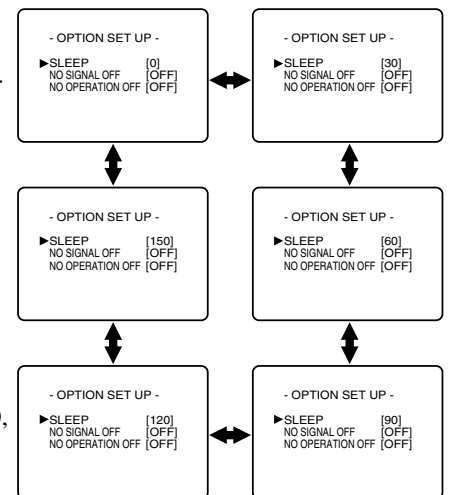 - OPTION SET UP -
►SLEEP [0]
NO SIGNAL OFF [OFF]
NO OPERATION OFF [OFF]
- OPTION SET UP -
►SLEEP [30]
NO SIGNAL OFF [OFF]
NO OPERATION OFF [OFF]
- OPTION SET UP -
►SLEEP [150]
NO SIGNAL OFF [OFF]
NO OPERATION OFF [OFF]
- OPTION SET UP -
►SLEEP [60]
NO SIGNAL OFF [OFF]
NO OPERATION OFF [OFF]
- OPTION SET UP -
►SLEEP [120]
NO SIGNAL OFF [OFF]
NO OPERATION OFF [OFF]
- OPTION SET UP -
►SLEEP [90]
NO SIGNAL OFF [OFF]
NO OPERATION OFF [OFF]